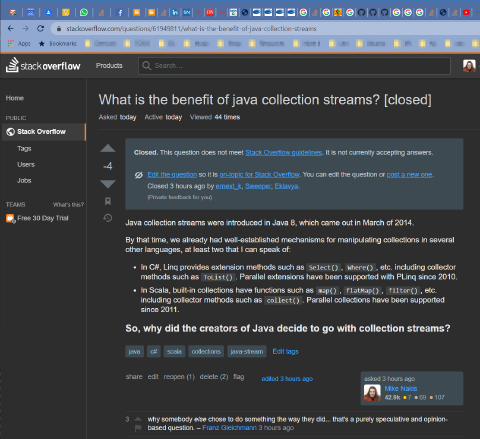 stackoverflow.com/questions/61949811/what-is-the-benefit-of-java-collection-streams
Apps Bookmarks
stackoverflow Products Search...
Home
PUBLIC
Stack Overflow
Tags
Users
Jobs
TEAMS What's this?
Free 30 Day Trial
What is the benefit of java collection streams? [closed]
Asked today Active today Viewed 44 times
-4
Closed. This question does not meet Stack Overflow guidelines. It is not currently accepting answers.
Edit the question so it is on-topic for Stack Overflow. You can edit the question or post a new one.
Closed 3 hours ago by ernest_k, Sweeper, Eklavya.
(Private feedback for you)
Java collection streams were introduced in Java 8, which came out in March of 2014.
By that time, we already had well-established mechanisms for manipulating collections in several
other languages, at least two that I can speak of:
• In C#, Linq provides extension methods such as Select(), Where(), etc. including collector
methods such as ToList(). Parallel extensions have been supported with PLinq since 2010.
• In Scala, built-in collections have functions such as map(), flatMap(), filter(), etc.
including collector methods such as collect(). Parallel collections have been supported
since 2011.
So, why did the creators of Java decide to go with collection streams?
java c# scala collections java-stream Edit tags
share edit reopen (1) delete (2) flag
edited 3 hours ago
asked 3 hours ago
Mike Nakis
42.9k 7 69 107
3 why somebody else chose to do something the way they did... that's a purely speculative and opinion-
based question. – Franz Gleichmann 3 hours ago